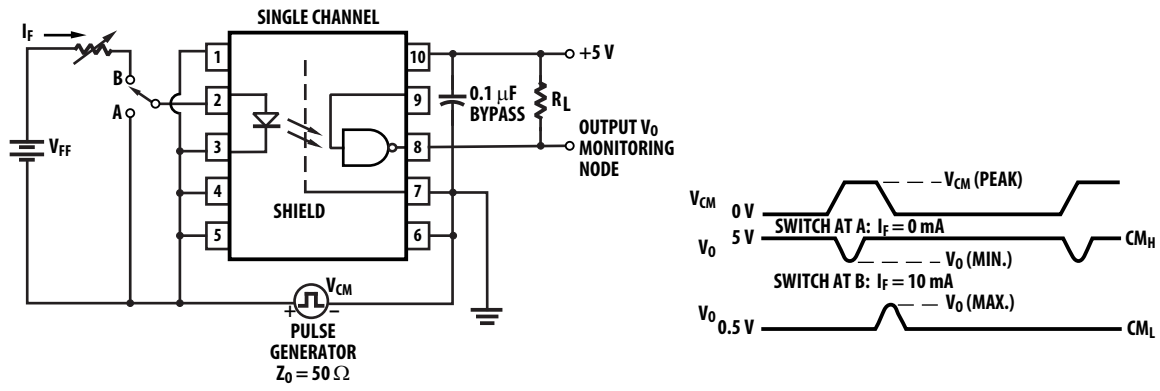 SINGLE CHANNEL
I_F
B
A
V_FF
1
2
3
4
5
10
9
8
7
6
SHIELD
+5 V
0.1 μF
BYPASS
R_L
OUTPUT V_O
MONITORING
NODE
V_CM
+
−
PULSE
GENERATOR
Z_O = 50 Ω
V_CM
0 V
V_CM (PEAK)
SWITCH AT A: I_F = 0 mA
V_O
5 V
CM_H
V_O (MIN.)
SWITCH AT B: I_F = 10 mA
V_O
0.5 V
V_O (MAX.)
CM_L